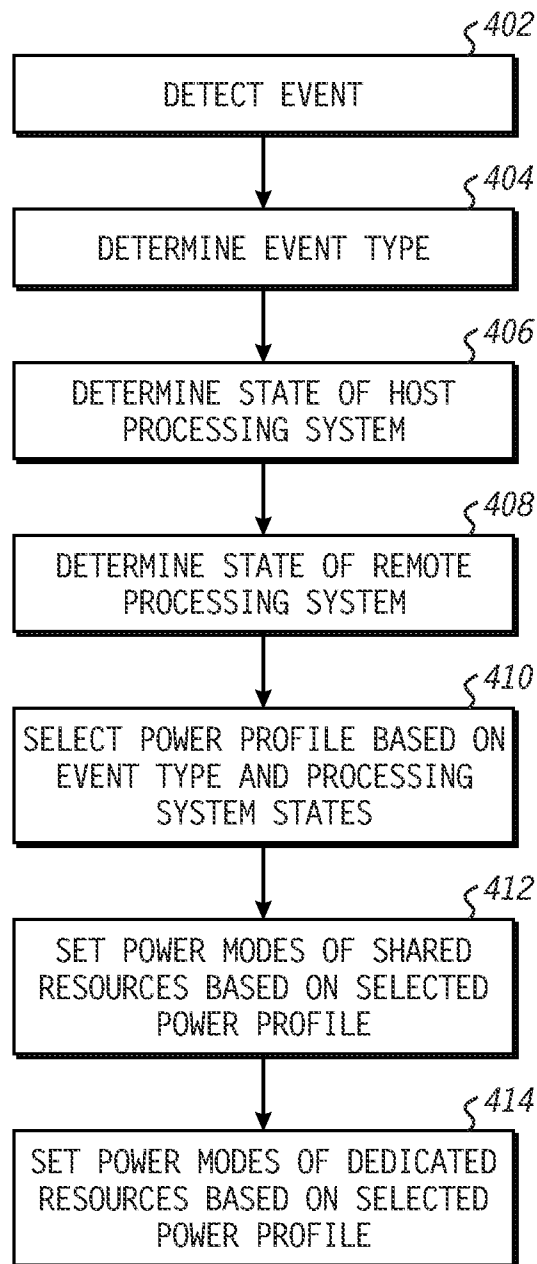 402
DETECT EVENT
404
DETERMINE EVENT TYPE
406
DETERMINE STATE OF HOST
PROCESSING SYSTEM
408
DETERMINE STATE OF REMOTE
PROCESSING SYSTEM
410
SELECT POWER PROFILE BASED ON
EVENT TYPE AND PROCESSING
SYSTEM STATES
412
SET POWER MODES OF SHARED
RESOURCES BASED ON SELECTED
POWER PROFILE
414
SET POWER MODES OF DEDICATED
RESOURCES BASED ON SELECTED
POWER PROFILE